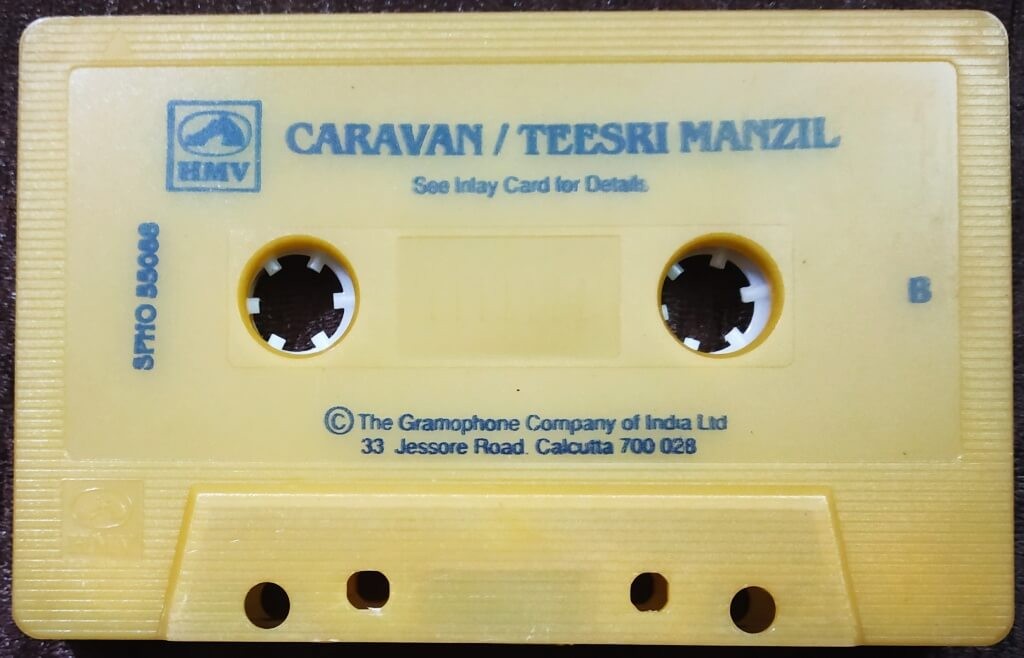 HMV
CARAVAN / TEESRI MANZIL
See Inlay Card for Details
SPHO 55086
B
© The Gramophone Company of India Ltd
33 Jessore Road. Calcutta 700 028